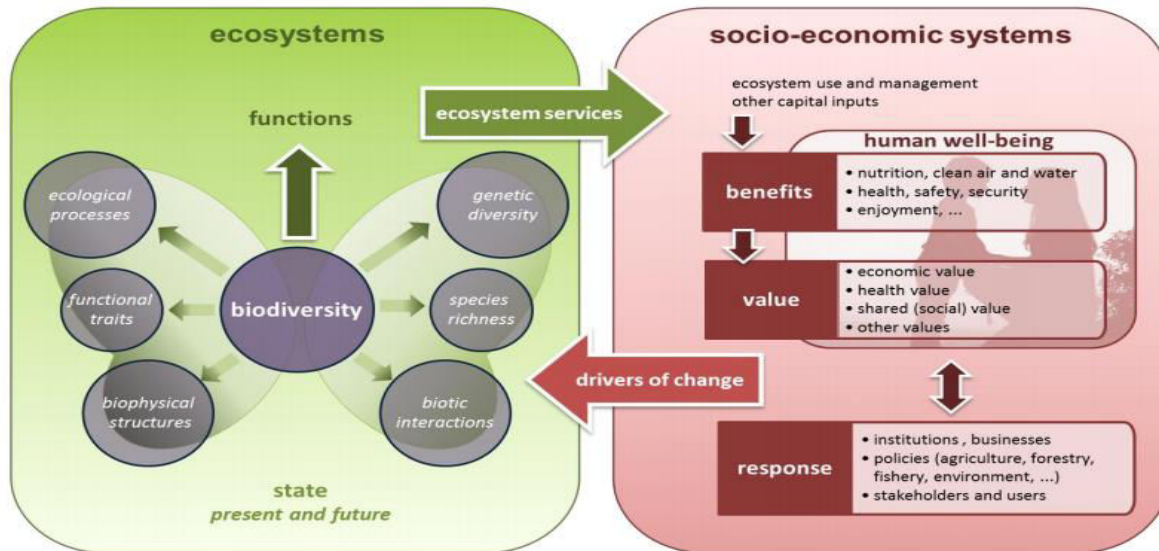 ecosystems
functions
ecological
processes
genetic
diversity
functional
traits
biodiversity
species
richness
biophysical
structures
biotic
interactions
state
present and future
ecosystem services
drivers of change
socio-economic systems
ecosystem use and management
other capital inputs
human well-being
benefits
• nutrition, clean air and water
• health, safety, security
• enjoyment, ...
value
• economic value
• health value
• shared (social) value
• other values
response
• institutions , businesses
• policies (agriculture, forestry,
fishery, environment, ...)
• stakeholders and users